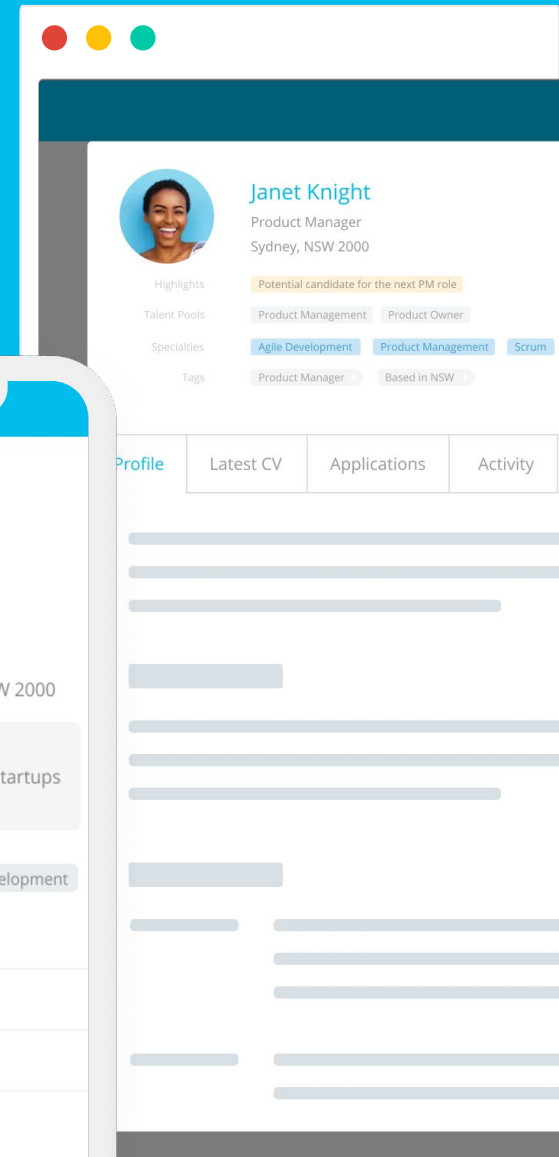 Janet Knight
Product Manager
Sydney, NSW 2000
Highlights Potential candidate for the next PM role
Talent Pools Product Management Product Owner
Specialties Agile Development Product Management Scrum
Tags Product Manager Based in NSW
Profile Latest CV Applications Activity
W 2000
tartups
elopment